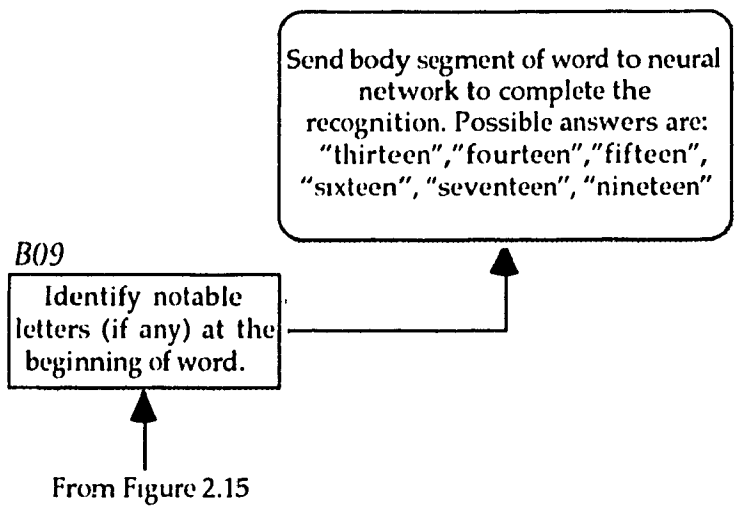 Send body segment of word to neural
network to complete the
recognition. Possible answers are:
"thirteen","fourteen","fifteen",
"sixteen", "seventeen", "nineteen"
B09
Identify notable
letters (if any) at the
beginning of word.
From Figure 2.15